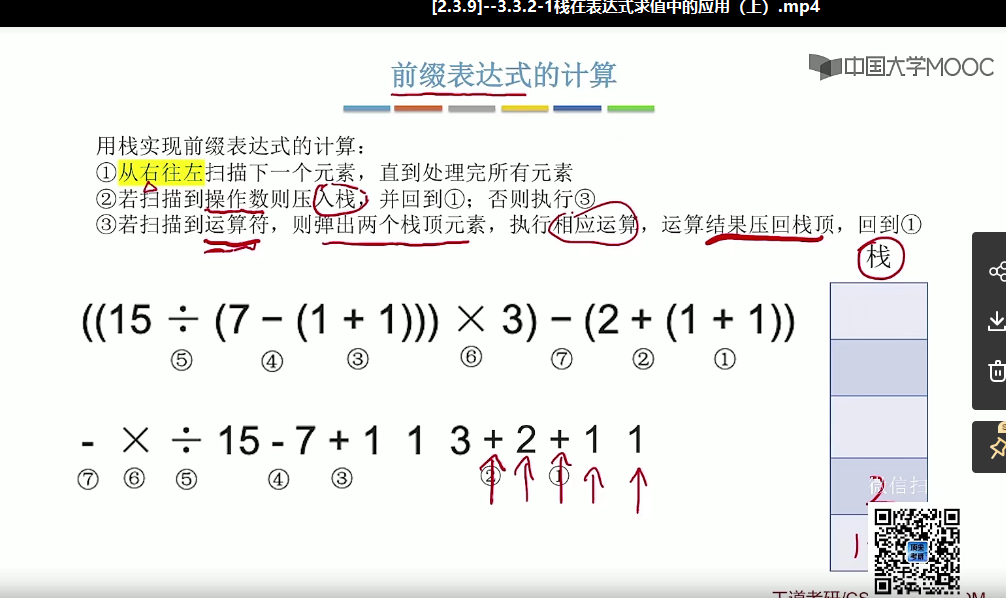 [2.3.9]--3.3.2-1栈在表达式求值中的应用（上）.mp4
前缀表达式的计算
中国大学MOOC
用栈实现前缀表达式的计算：
①从右往左扫描下一个元素，直到处理完所有元素
②若扫描到操作数则压入栈，并回到①；否则执行③
③若扫描到运算符，则弹出两个栈顶元素，执行相应运算，运算结果压回栈顶，回到①
栈
((15 ÷ (7 − (1 + 1))) × 3) − (2 + (1 + 1))
⑤ ④ ③ ⑥ ⑦ ② ①
- × ÷ 15 - 7 + 1 1 3 + 2 + 1 1
⑦ ⑥ ⑤ ④ ③ ② ①
2
微信扫
1